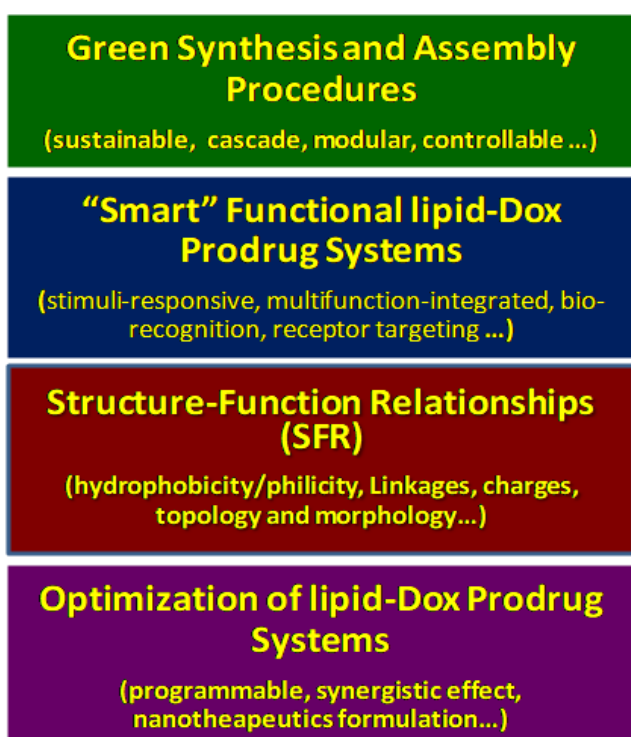 Green Synthesis and Assembly
Procedures
(sustainable, cascade, modular, controllable ...)
“Smart” Functional lipid-Dox
Prodrug Systems
(stimuli-responsive, multifunction-integrated, bio-
recognition, receptor targeting ...)
Structure-Function Relationships
(SFR)
(hydrophobicity/philicity, Linkages, charges,
topology and morphology...)
Optimization of lipid-Dox Prodrug
Systems
(programmable, synergistic effect,
nanotherapeutics formulation...)